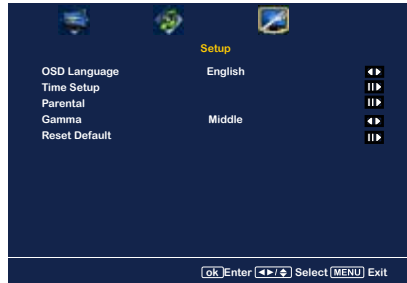 Setup
OSD Language English
Time Setup
Parental
Gamma Middle
Reset Default
ok Enter ◄►/♦ Select MENU Exit